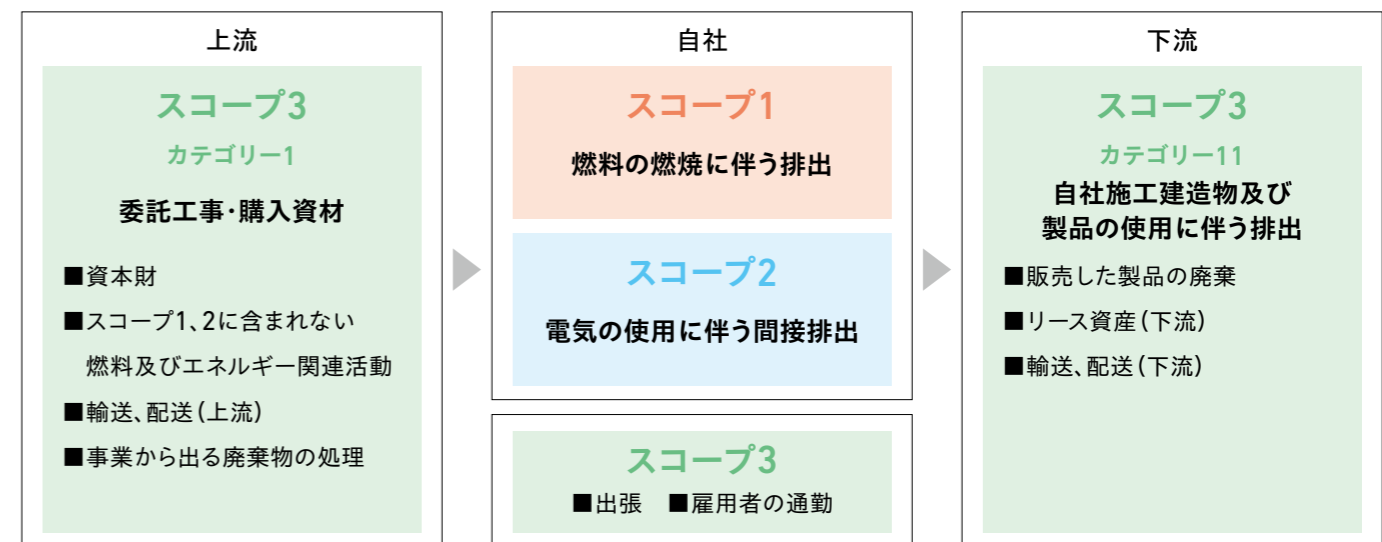 上流
スコープ3
カテゴリー1
委託工事・購入資材
■資本財
■スコープ1、2に含まれない
燃料及びエネルギー関連活動
■輸送、配送（上流）
■事業から出る廃棄物の処理
自社
スコープ1
燃料の燃焼に伴う排出
スコープ2
電気の使用に伴う間接排出
スコープ3
■出張　■雇用者の通勤
下流
スコープ3
カテゴリー11
自社施工建造物及び
製品の使用に伴う排出
■販売した製品の廃棄
■リース資産（下流）
■輸送、配送（下流）